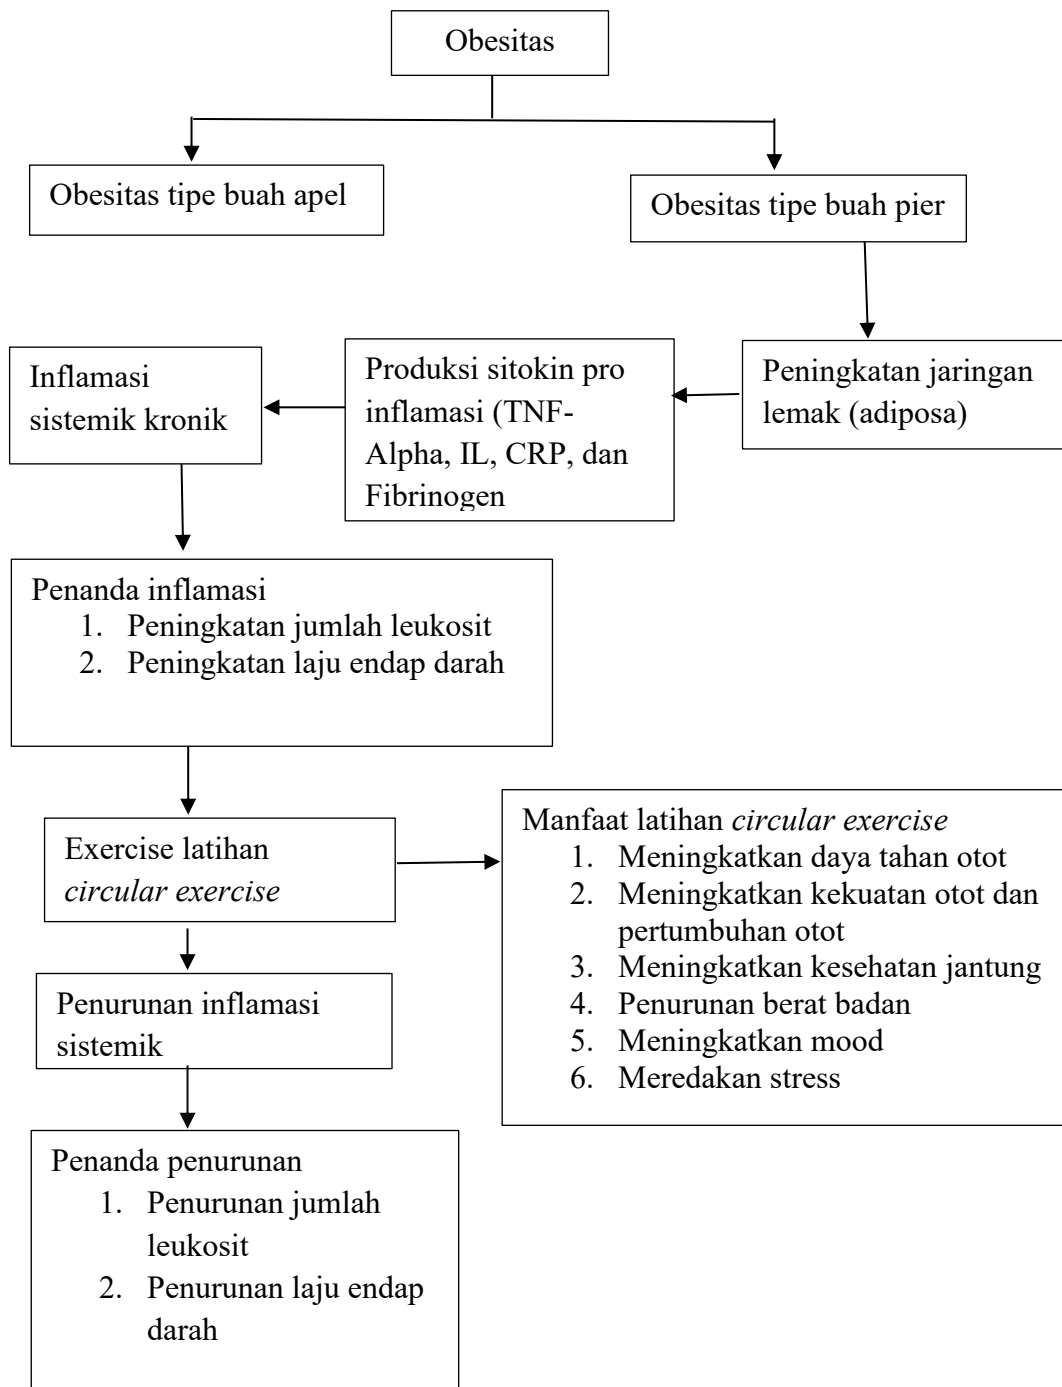 Obesitas
Obesitas tipe buah apel
Obesitas tipe buah pier
Inflamasi
sistemik kronik
Produksi sitokin pro
inflamasi (TNF-
Alpha, IL, CRP, dan
Fibrinogen
Peningkatan jaringan
lemak (adiposa)
Penanda inflamasi
1. Peningkatan jumlah leukosit
2. Peningkatan laju endap darah
Exercise latihan
circular exercise
Manfaat latihan circular exercise
1. Meningkatkan daya tahan otot
2. Meningkatkan kekuatan otot dan
pertumbuhan otot
3. Meningkatkan kesehatan jantung
4. Penurunan berat badan
5. Meningkatkan mood
6. Meredakan stress
Penurunan inflamasi
sistemik
Penanda penurunan
1. Penurunan jumlah
leukosit
2. Penurunan laju endap
darah